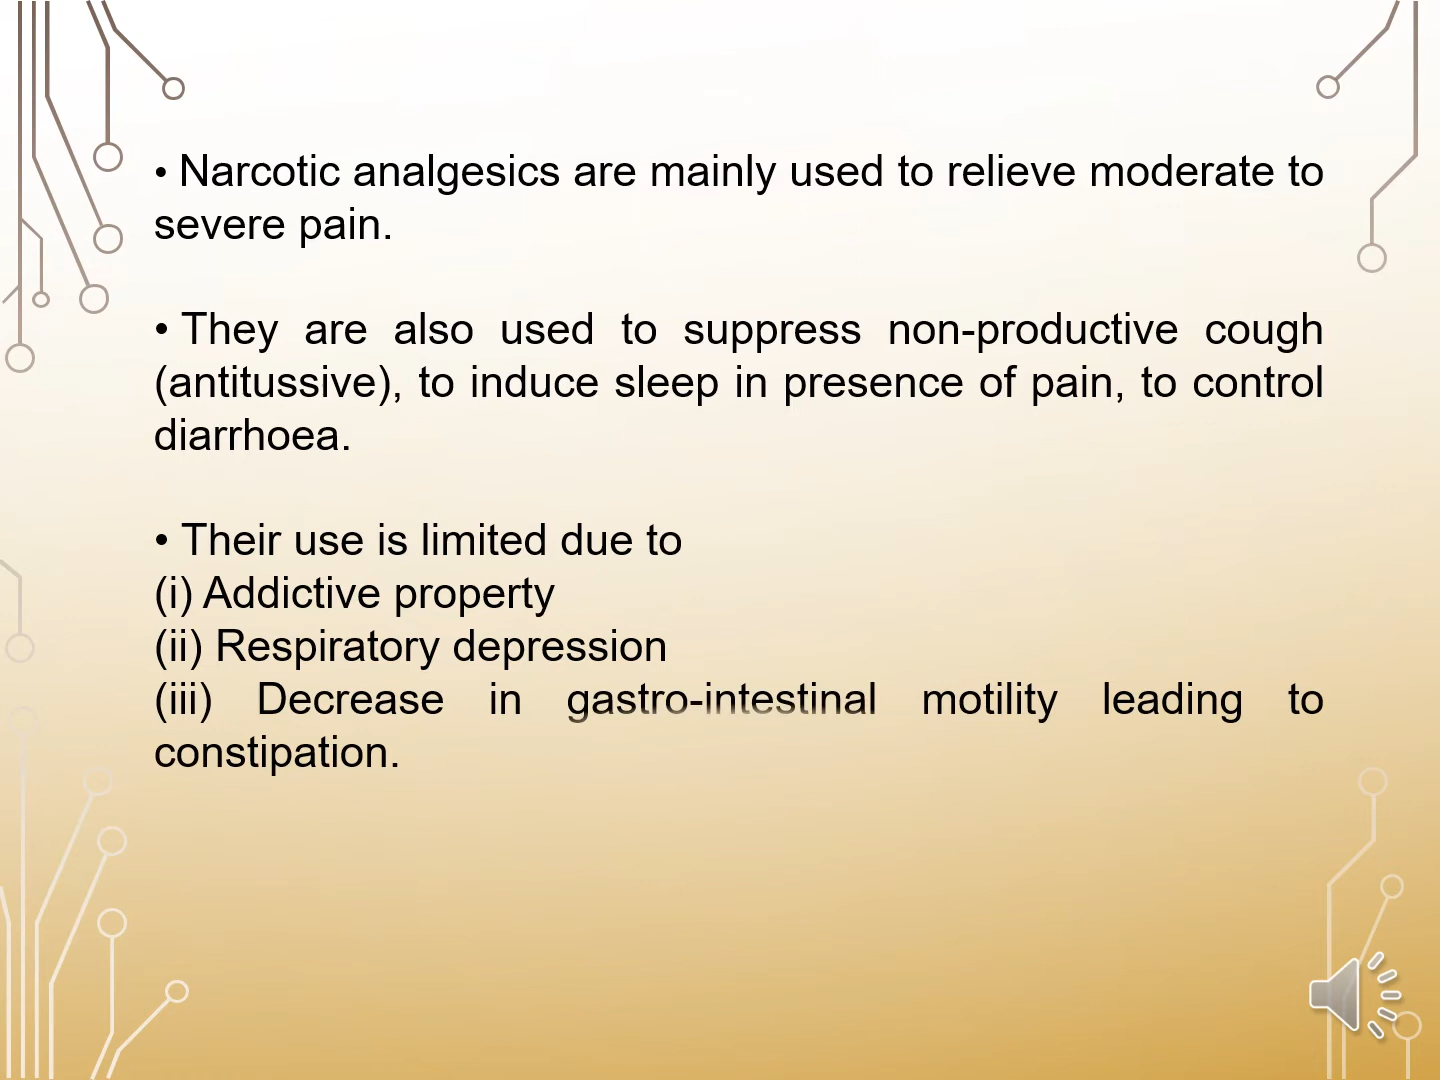 • Narcotic analgesics are mainly used to relieve moderate to
severe pain.
• They are also used to suppress non-productive cough
(antitussive), to induce sleep in presence of pain, to control
diarrhoea.
• Their use is limited due to
(i) Addictive property
(ii) Respiratory depression
(iii) Decrease in gastro-intestinal motility leading to
constipation.